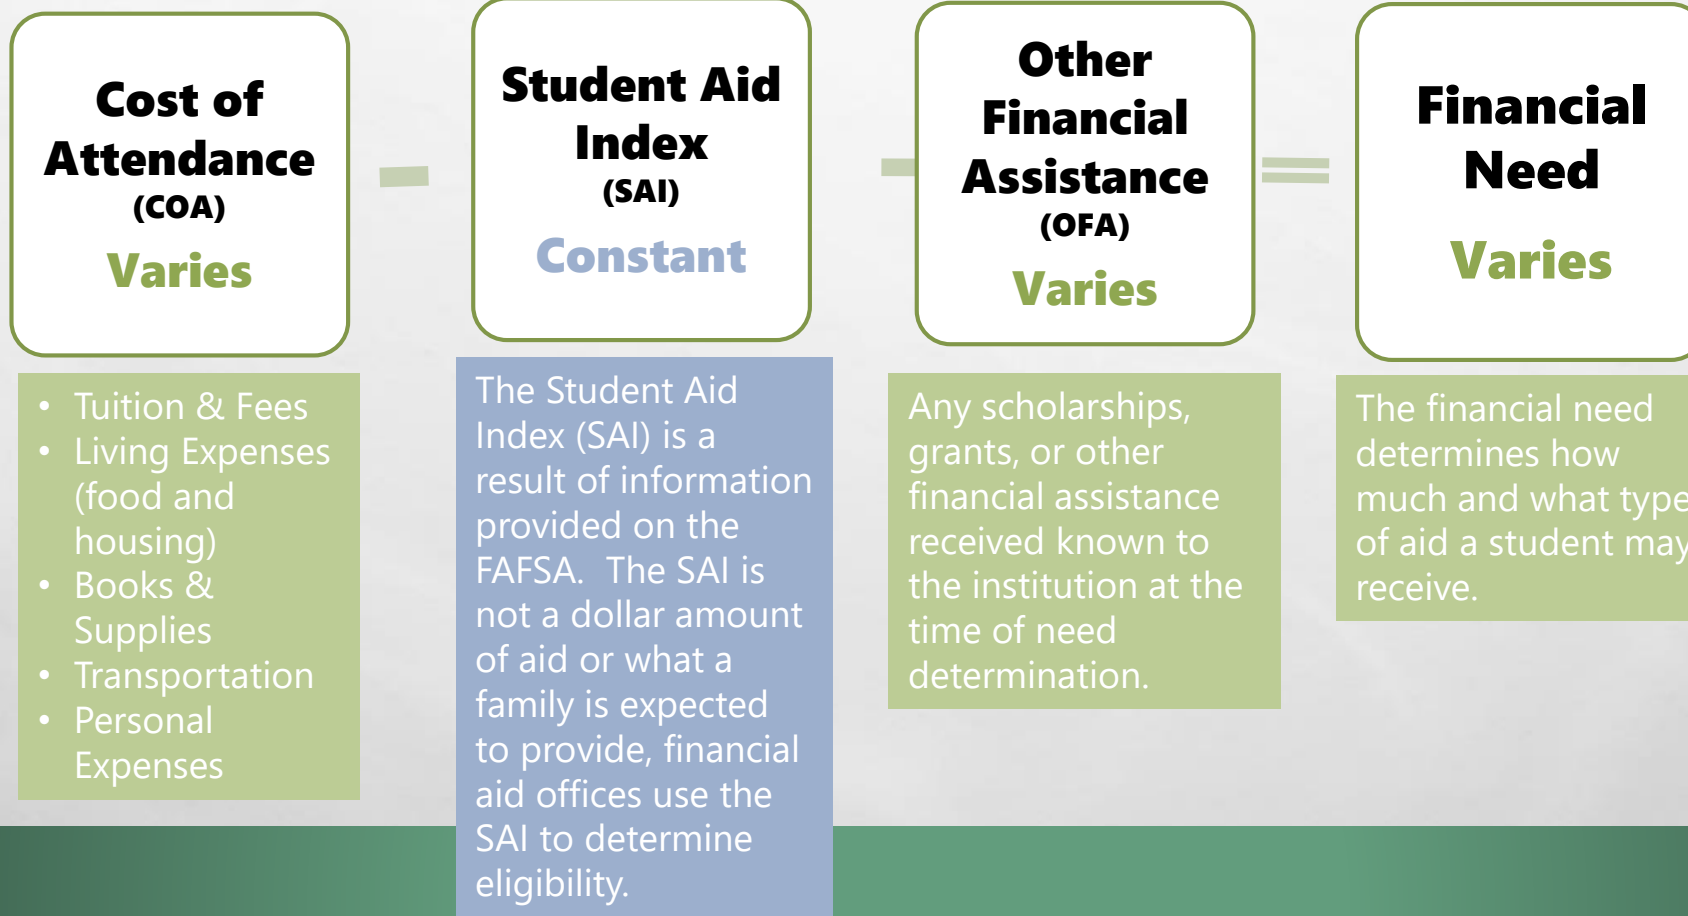 Cost of
Attendance
(COA)
Varies
-
Student Aid
Index
(SAI)
Constant
-
Other
Financial
Assistance
(OFA)
Varies
=
Financial
Need
Varies
• Tuition & Fees
• Living Expenses
(food and
housing)
• Books &
Supplies
• Transportation
• Personal
Expenses
The Student Aid
Index (SAI) is a
result of information
provided on the
FAFSA.  The SAI is
not a dollar amount
of aid or what a
family is expected
to provide, financial
aid offices use the
SAI to determine
eligibility.
Any scholarships,
grants, or other
financial assistance
received known to
the institution at the
time of need
determination.
The financial need
determines how
much and what type
of aid a student may
receive.